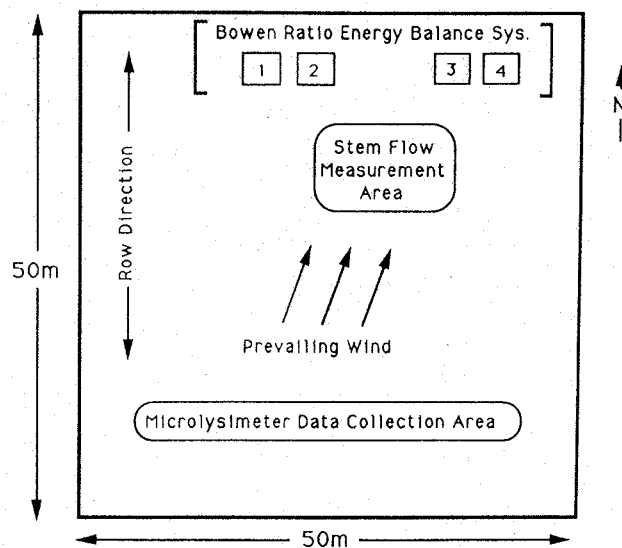 Bowen Ratio Energy Balance Sys.
1 2 3 4
N
Stem Flow
Measurement
Area
Row Direction
50m
Prevailing Wind
Microlysimeter Data Collection Area
50m